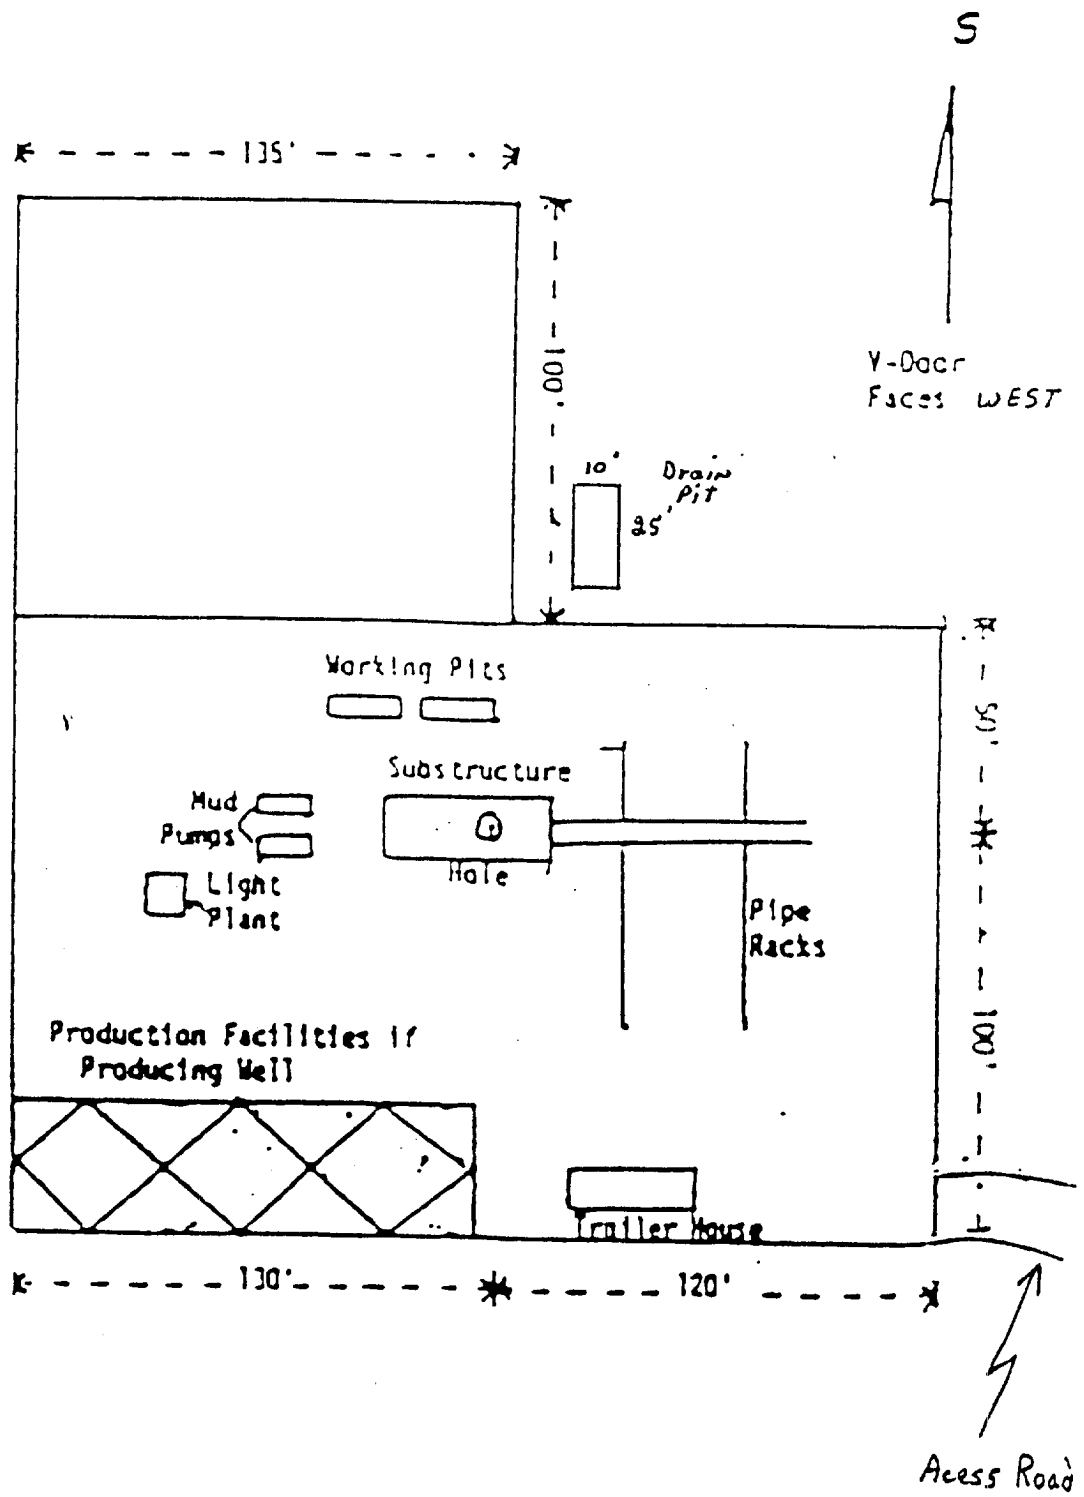 S
135'
100'
V-Door
Faces WEST
10'
Drain
Pit
25'
Working Pits
50'
Substructure
Mud
Pumps
Hole
Light
Plant
Pipe
Racks
100'
Production Facilities if
Producing Well
Trailer House
130'
120'
Acess Road